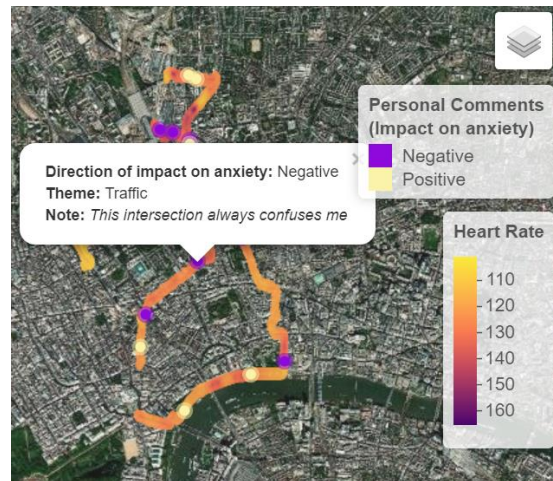 Personal Comments
(Impact on anxiety)
Negative
Positive
Direction of impact on anxiety: Negative
Theme: Traffic
Note: This intersection always confuses me
×
Heart Rate
110
120
130
140
150
160